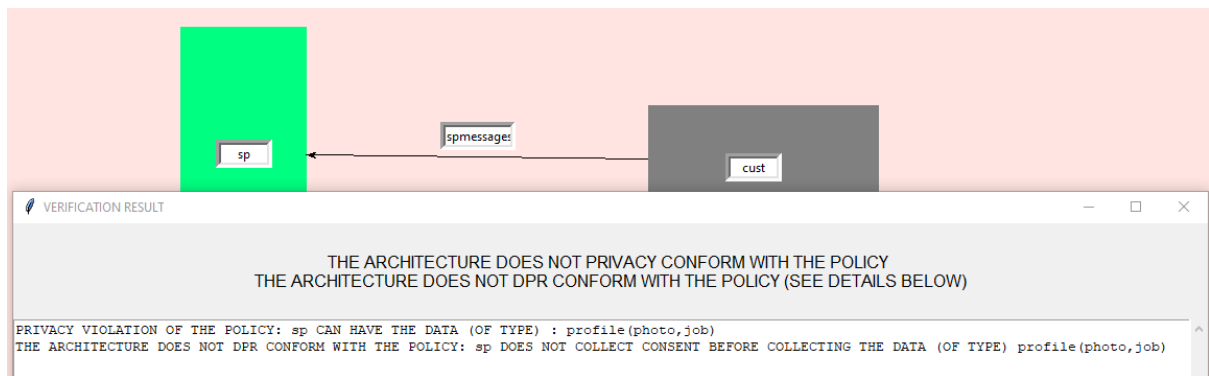 spmessages
sp
cust
VERIFICATION RESULT
THE ARCHITECTURE DOES NOT PRIVACY CONFORM WITH THE POLICY
THE ARCHITECTURE DOES NOT DPR CONFORM WITH THE POLICY (SEE DETAILS BELOW)
PRIVACY VIOLATION OF THE POLICY: sp CAN HAVE THE DATA (OF TYPE) : profile(photo,job)
THE ARCHITECTURE DOES NOT DPR CONFORM WITH THE POLICY: sp DOES NOT COLLECT CONSENT BEFORE COLLECTING THE DATA (OF TYPE) profile(photo,job)